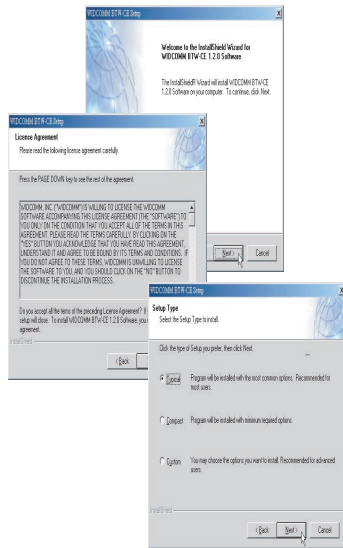 WIDCOMM BTW-CE Setup
Welcome to the InstallShield Wizard for
WIDCOMM BTW-CE 1.2.0 Software
The InstallShieldR Wizard will install WIDCOMM BTW-CE
1.2.0 Software on your computer. To continue, click Next.
Next >
Cancel
WIDCOMM BTW-CE Setup
License Agreement
Please read the following license agreement carefully.
Press the PAGE DOWN key to see the rest of the agreement.
WIDCOMM, INC. ("WIDCOMM") IS WILLING TO LICENSE THE WIDCOMM
SOFTWARE ACCOMPANYING THIS LICENSE AGREEMENT (THE "SOFTWARE") TO
YOU ONLY ON THE CONDITION THAT YOU ACCEPT ALL OF THE TERMS IN THIS
AGREEMENT. PLEASE READ THE TERMS CAREFULLY. BY CLICKING ON THE
"YES" BUTTON YOU ACKNOWLEDGE THAT YOU HAVE READ THIS AGREEMENT,
UNDERSTAND IT AND AGREE TO BE BOUND BY ITS TERMS AND CONDITIONS. IF
YOU DO NOT AGREE TO THESE TERMS, WIDCOMM IS UNWILLING TO LICENSE
THE SOFTWARE TO YOU, AND YOU SHOULD CLICK ON THE "NO" BUTTON TO
DISCONTINUE THE INSTALLATION PROCESS.
Do you accept all the terms of the preceding License Agreement? If
setup will close. To install WIDCOMM BTW-CE 1.2.0 Software, you
agreement.
InstallShield
< Back
WIDCOMM BTW-CE Setup
Setup Type
Select the Setup Type to install.
Click the type of Setup you prefer, then click Next.
Typical Program will be installed with the most common options. Recommended for
most users.
Compact Program will be installed with minimum required options.
Custom You may choose the options you want to install. Recommended for advanced
users.
InstallShield
< Back
Next >
Cancel